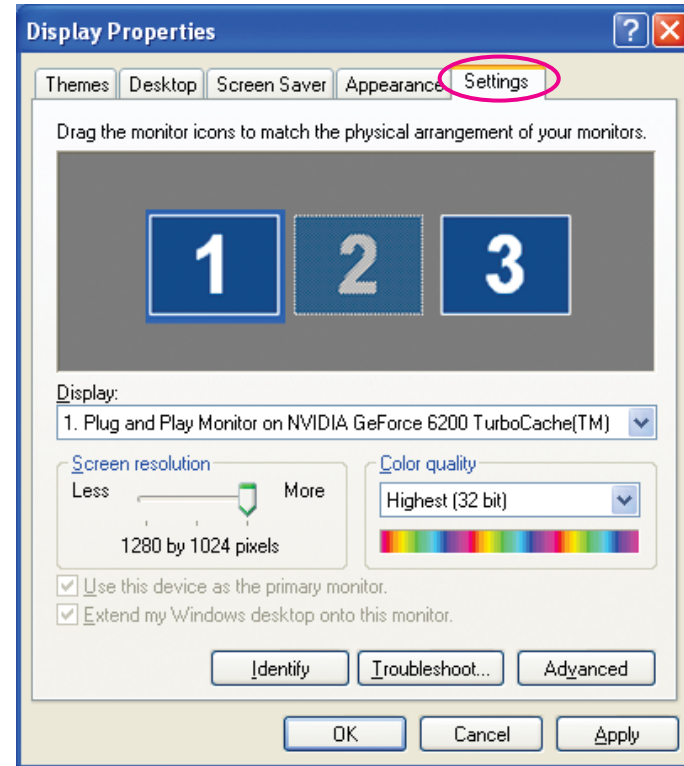 Display Properties
Themes Desktop Screen Saver Appearance Settings
Drag the monitor icons to match the physical arrangement of your monitors.
1 2 3
Display:
1. Plug and Play Monitor on NVIDIA GeForce 6200 TurboCache(TM)
Screen resolution Color quality
Less More Highest (32 bit)
1280 by 1024 pixels
Use this device as the primary monitor.
Extend my Windows desktop onto this monitor.
Identify Troubleshoot... Advanced
OK Cancel Apply